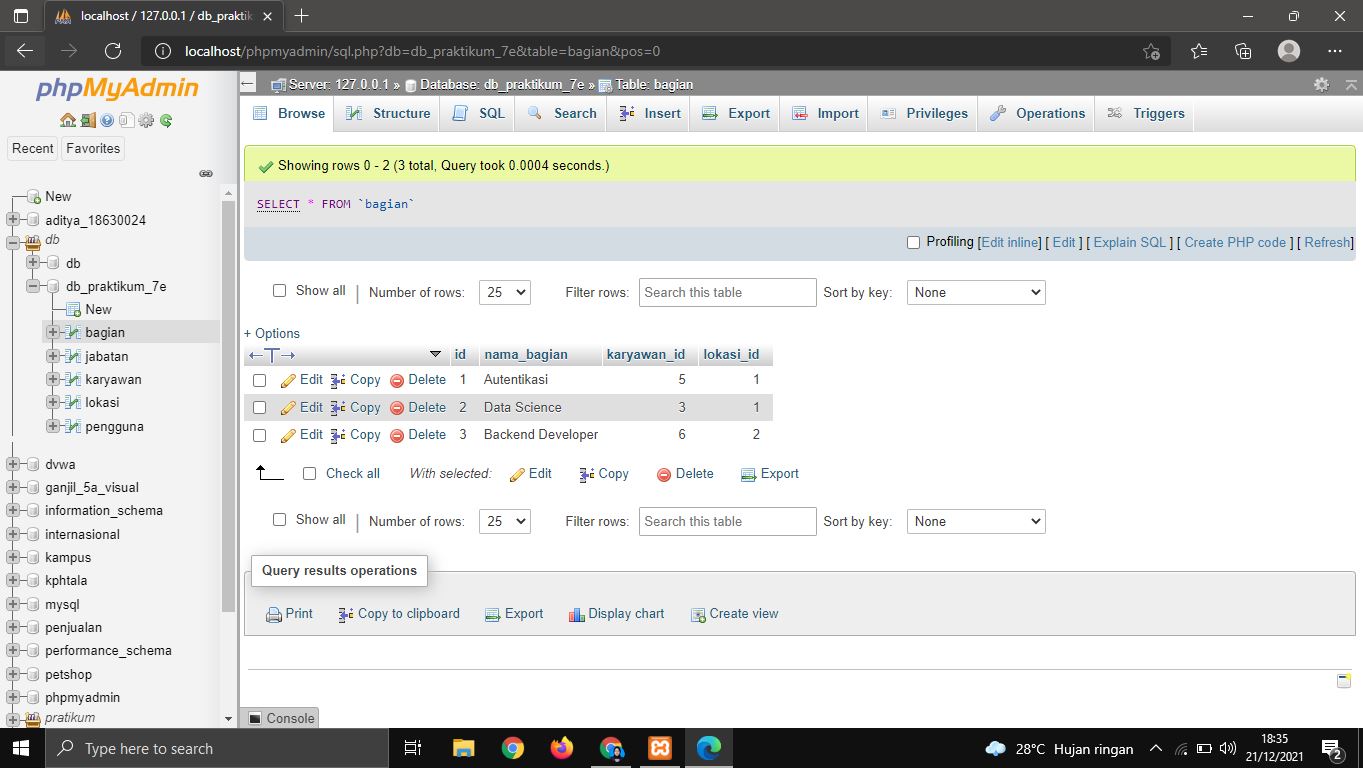 localhost / 127.0.0.1 / db_praktik
localhost/phpmyadmin/sql.php?db=db_praktikum_7e&table=bagian&pos=0
phpMyAdmin
Recent Favorites
New
aditya_18630024
db
db
db_praktikum_7e
New
bagian
jabatan
karyawan
lokasi
pengguna
dvwa
ganjil_5a_visual
information_schema
internasional
kampus
kphtala
mysql
penjualan
performance_schema
petshop
phpmyadmin
pratikum
Server: 127.0.0.1 » Database: db_praktikum_7e » Table: bagian
Browse Structure SQL Search Insert Export Import Privileges Operations Triggers
Showing rows 0 - 2 (3 total, Query took 0.0004 seconds.)
SELECT * FROM `bagian`
Profiling [Edit inline] [ Edit ] [ Explain SQL ] [ Create PHP code ] [ Refresh]
Show all | Number of rows: 25 Filter rows: Search this table Sort by key: None
+ Options
←T→ id nama_bagian karyawan_id lokasi_id
Edit Copy Delete 1 Autentikasi 5 1
Edit Copy Delete 2 Data Science 3 1
Edit Copy Delete 3 Backend Developer 6 2
Check all With selected: Edit Copy Delete Export
Show all | Number of rows: 25 Filter rows: Search this table Sort by key: None
Query results operations
Print Copy to clipboard Export Display chart Create view
Console
Type here to search
28°C Hujan ringan
18:35
21/12/2021
2